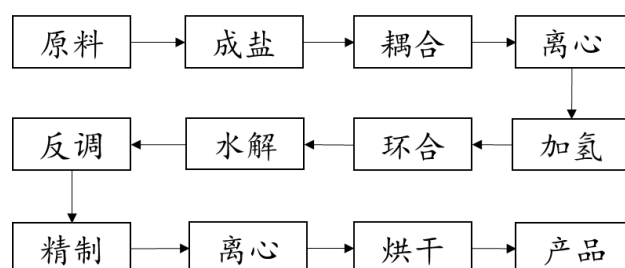 原料 成盐 耦合 离心
反调 水解 环合 加氢
精制 离心 烘干 产品